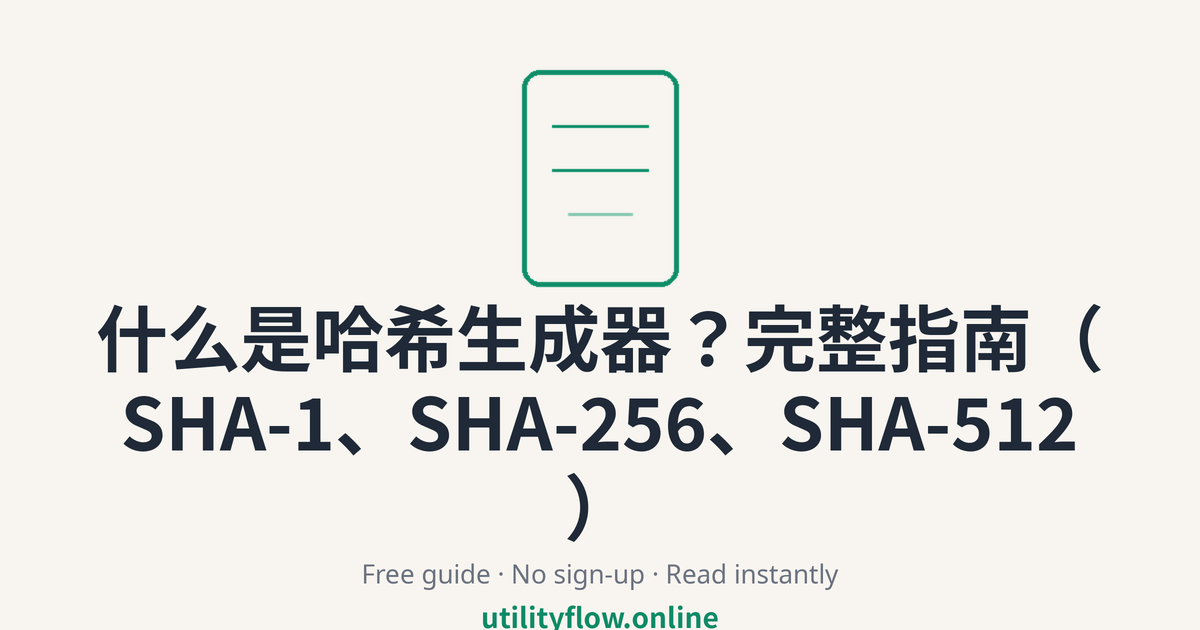 什么是哈希生成器？完整指南（
SHA-1、SHA-256、SHA-512
）
Free guide · No sign-up · Read instantly
utilityflow.online